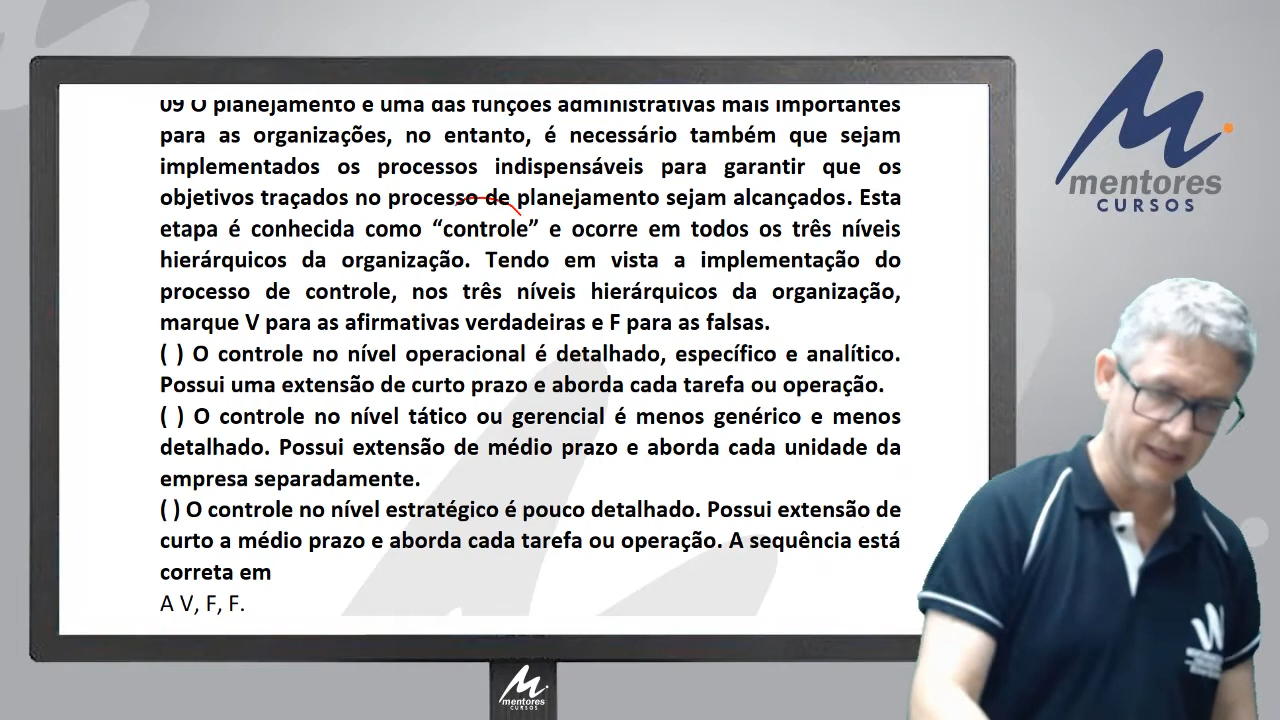 09 O planejamento é uma das funções administrativas mais importantes
para as organizações, no entanto, é necessário também que sejam
implementados os processos indispensáveis para garantir que os
objetivos traçados no processo de planejamento sejam alcançados. Esta
etapa é conhecida como “controle” e ocorre em todos os três níveis
hierárquicos da organização. Tendo em vista a implementação do
processo de controle, nos três níveis hierárquicos da organização,
marque V para as afirmativas verdadeiras e F para as falsas.
( ) O controle no nível operacional é detalhado, específico e analítico.
Possui uma extensão de curto prazo e aborda cada tarefa ou operação.
( ) O controle no nível tático ou gerencial é menos genérico e menos
detalhado. Possui extensão de médio prazo e aborda cada unidade da
empresa separadamente.
( ) O controle no nível estratégico é pouco detalhado. Possui extensão de
curto a médio prazo e aborda cada tarefa ou operação. A sequência está
correta em
A V, F, F.
mentores
CURSOS
mentores
CURSOS